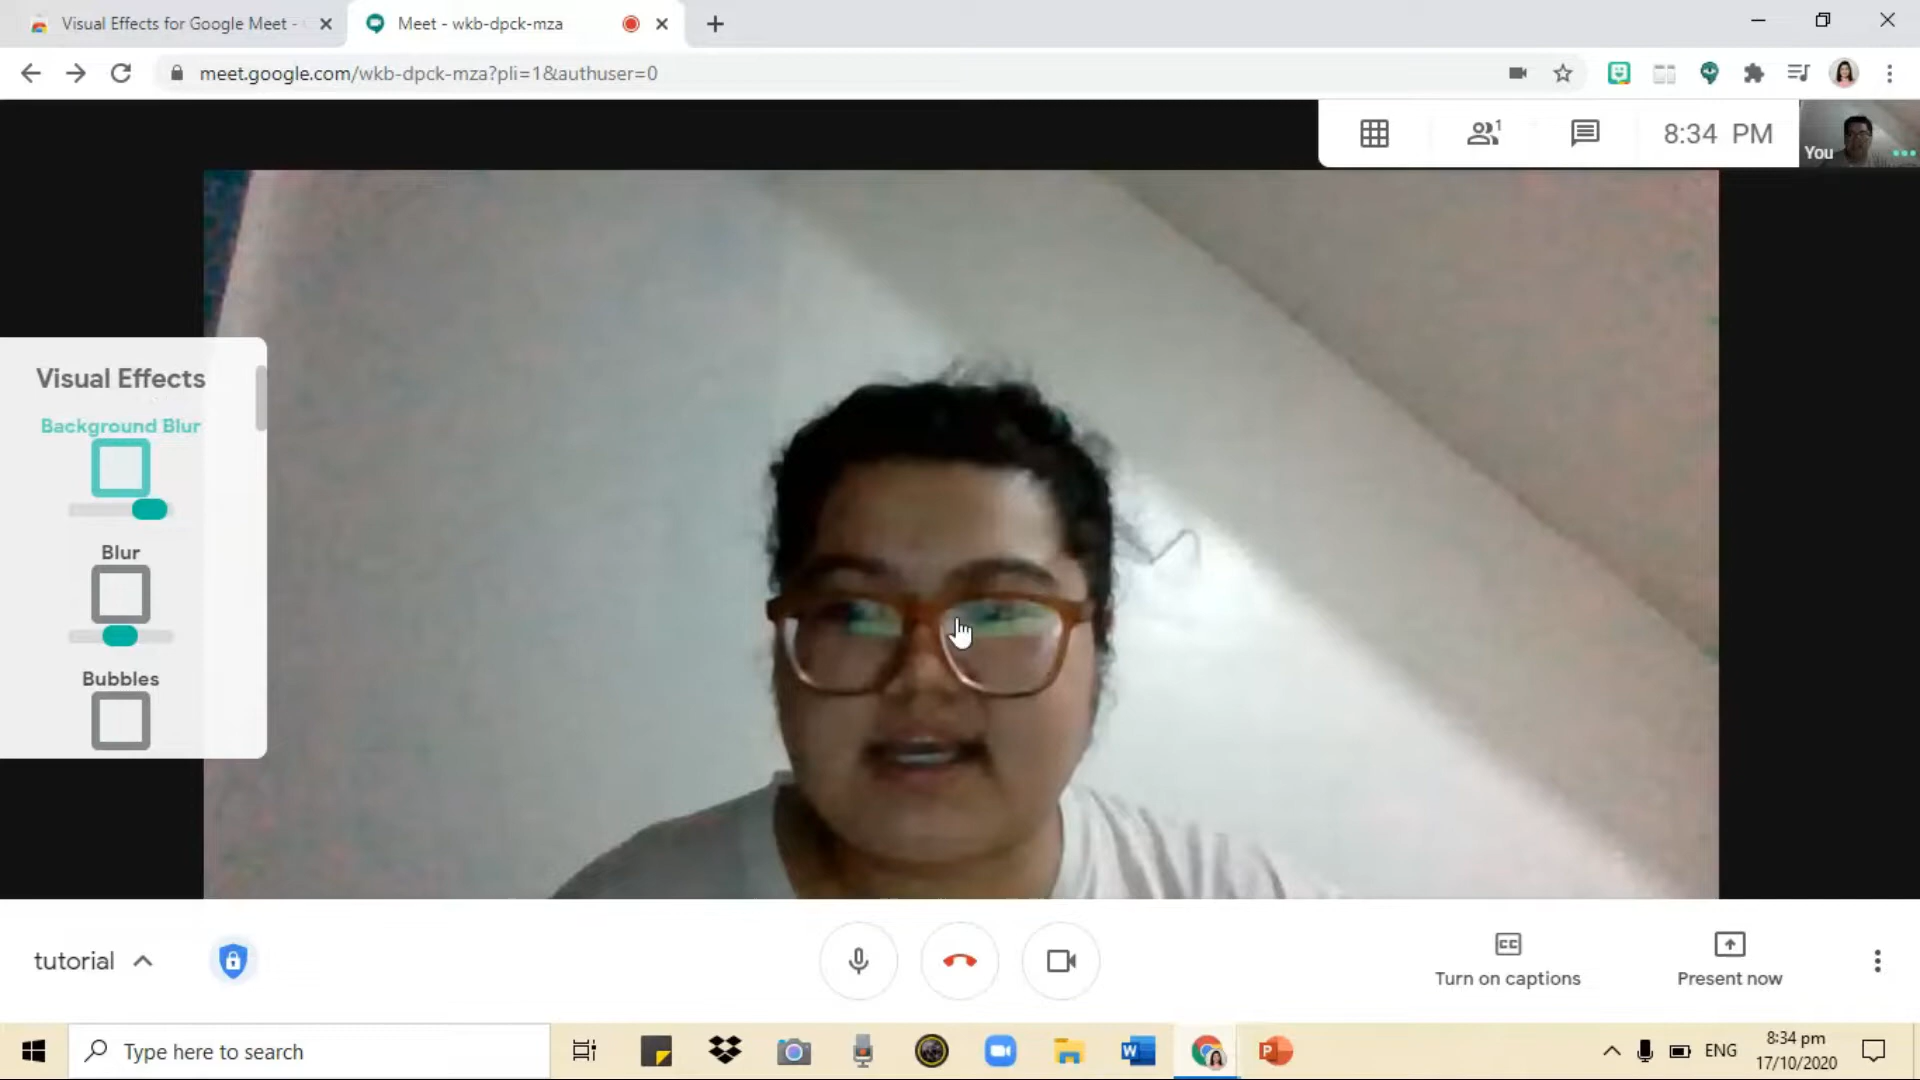 Visual Effects for Google Meet -
Meet - wkb-dpck-mza
meet.google.com/wkb-dpck-mza?pli=1&authuser=0
1
8:34 PM
You
Visual Effects
Background Blur
Blur
Bubbles
tutorial
CC
Turn on captions
Present now
Type here to search
W
P
ENG
8:34 pm
17/10/2020